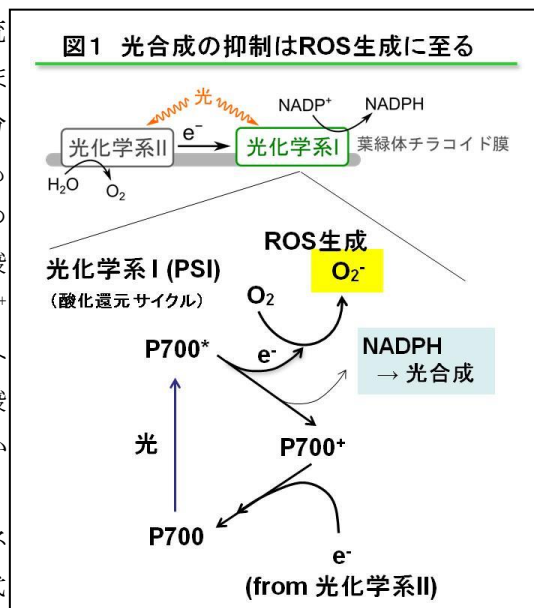 図1 光合成の抑制はROS生成に至る
光
NADP⁺
NADPH
光化学系II
e⁻
光化学系I
葉緑体チラコイド膜
H₂O
O₂
ROS生成
O₂⁻
光化学系 I (PSI)
(酸化還元サイクル)
O₂
P700*
e⁻
NADPH
→ 光合成
光
P700⁺
P700
e⁻
(from 光化学系II)